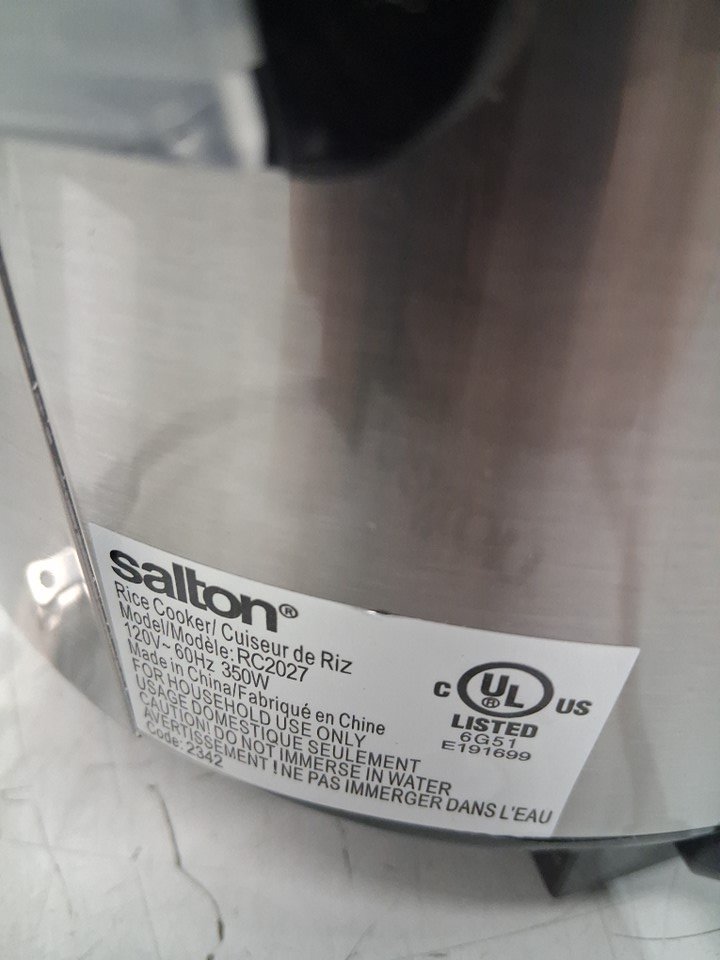 salton®
Rice Cooker/ Cuiseur de Riz
Model/Modèle: RC2027
120V~ 60Hz 350W
Made in China/Fabriqué en Chine
FOR HOUSEHOLD USE ONLY
USAGE DOMESTIQUE SEULEMENT
CAUTION! DO NOT IMMERSE IN WATER
AVERTISSEMENT ! NE PAS IMMERGER DANS L'EAU
Code: 2342
C UL ® US
LISTED
6G51
E191699